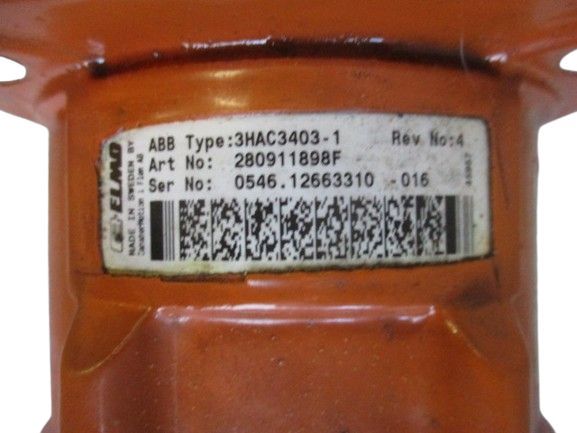 ABB Type:3HAC3403-1 Rev No:4
Art No: 280911898F
Ser No: 0546.12663310 -016
ELMO
MADE IN SWEDEN BY
AB